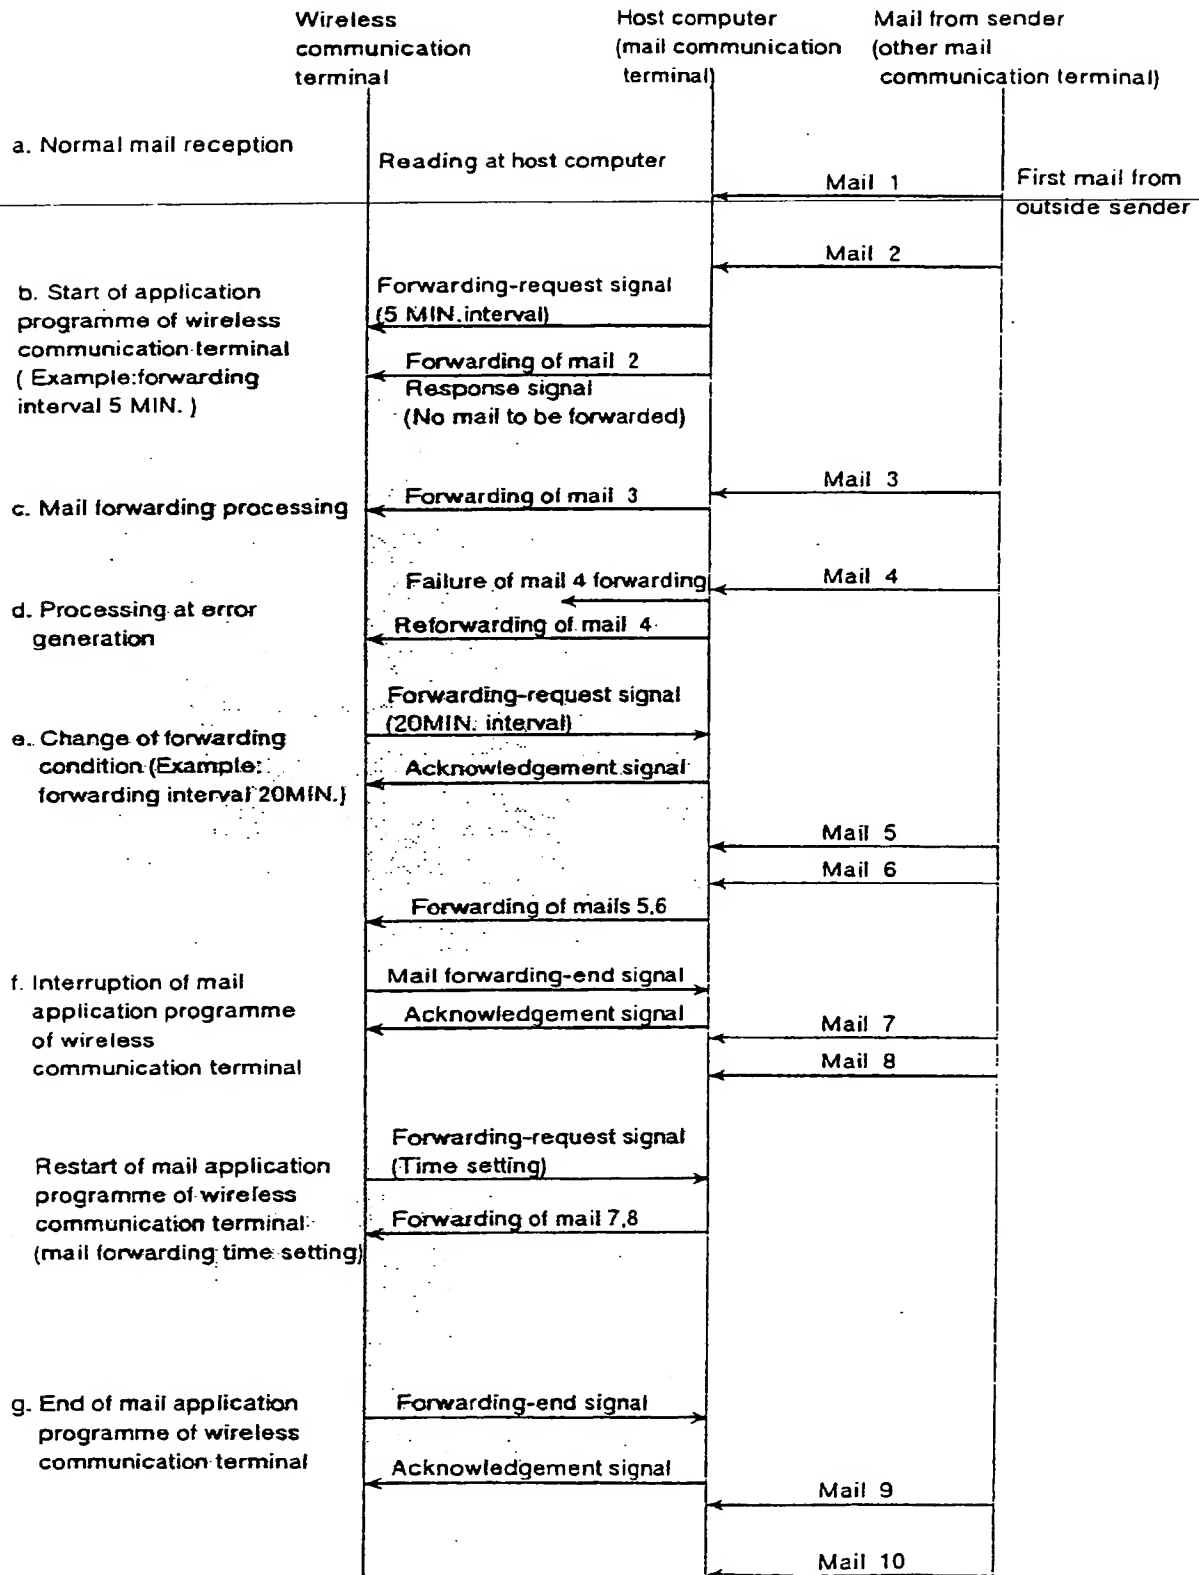 Wireless
communication
terminal
Host computer
(mail communication
terminal)
Mail from sender
(other mail
communication terminal)
a. Normal mail reception
Reading at host computer
Mail 1
First mail from
outside sender
Mail 2
b. Start of application
programme of wireless
communication terminal
( Example:forwarding
interval 5 MIN. )
Forwarding-request signal
(5 MIN. interval)
Forwarding of mail 2
Response signal
(No mail to be forwarded)
Mail 3
c. Mail forwarding processing
Forwarding of mail 3
Failure of mail 4 forwarding
Mail 4
d. Processing at error
generation
Reforwarding of mail 4
Forwarding-request signal
(20MIN. interval)
e. Change of forwarding
condition (Example:
forwarding interval 20MIN.)
Acknowledgement signal
Mail 5
Mail 6
Forwarding of mails 5,6
f. Interruption of mail
application programme
of wireless
communication terminal
Mail forwarding-end signal
Acknowledgement signal
Mail 7
Mail 8
Forwarding-request signal
(Time setting)
Restart of mail application
programme of wireless
communication terminal
(mail forwarding time setting)
Forwarding of mail 7,8
g. End of mail application
programme of wireless
communication terminal
Forwarding-end signal
Acknowledgement signal
Mail 9
Mail 10